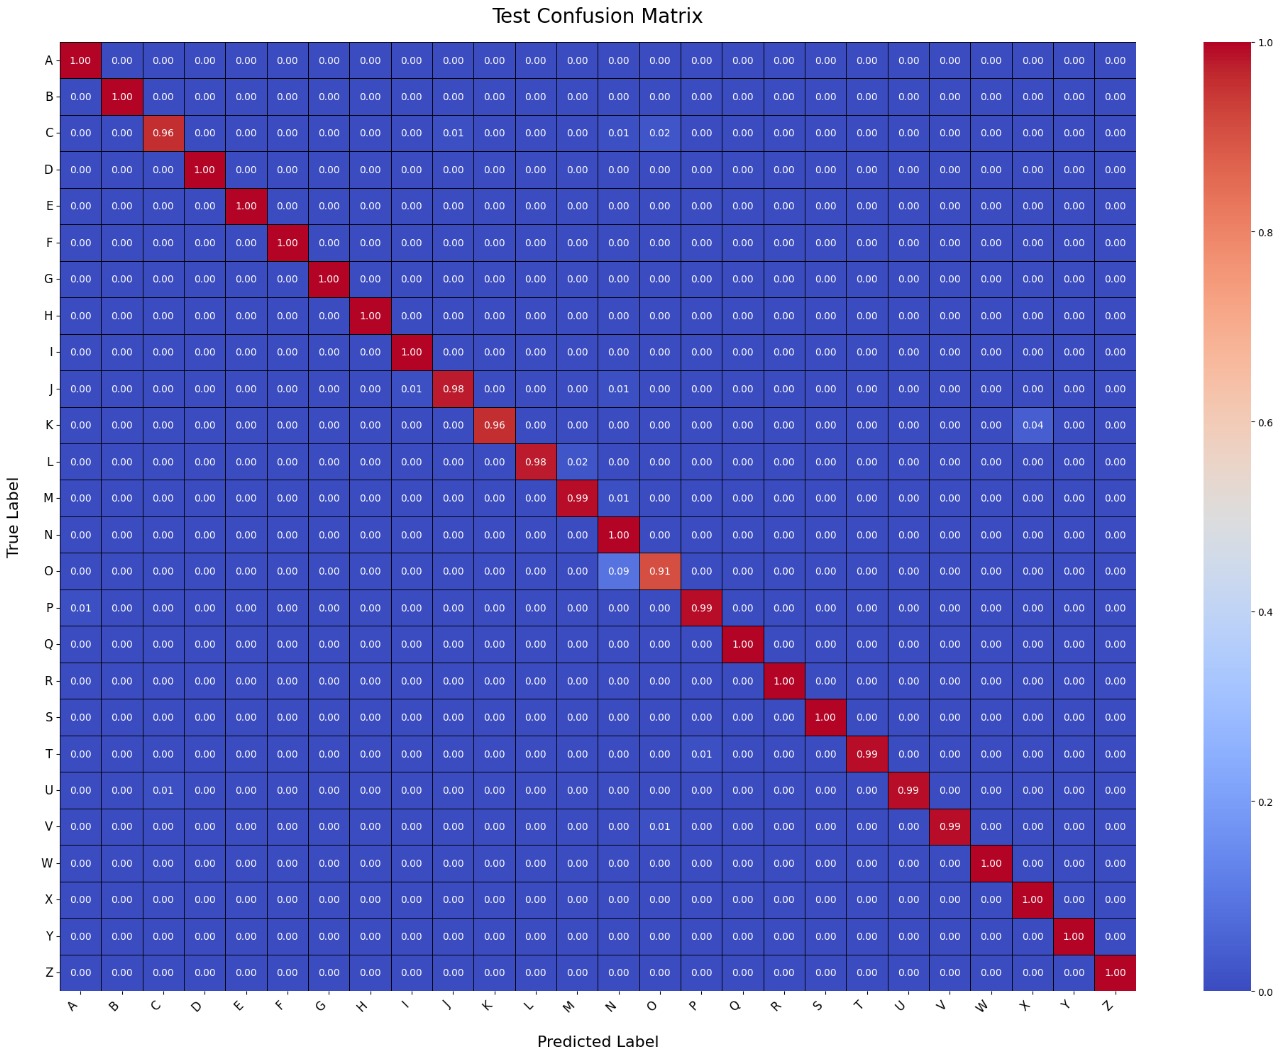 Test Confusion Matrix
A 1.00 0.00 0.00 0.00 0.00 0.00 0.00 0.00 0.00 0.00 0.00 0.00 0.00 0.00 0.00 0.00 0.00 0.00 0.00 0.00 0.00 0.00 0.00 0.00 0.00 0.00
B 0.00 1.00 0.00 0.00 0.00 0.00 0.00 0.00 0.00 0.00 0.00 0.00 0.00 0.00 0.00 0.00 0.00 0.00 0.00 0.00 0.00 0.00 0.00 0.00 0.00 0.00
C 0.00 0.00 0.96 0.00 0.00 0.00 0.00 0.00 0.00 0.01 0.00 0.00 0.00 0.01 0.02 0.00 0.00 0.00 0.00 0.00 0.00 0.00 0.00 0.00 0.00 0.00
D 0.00 0.00 0.00 1.00 0.00 0.00 0.00 0.00 0.00 0.00 0.00 0.00 0.00 0.00 0.00 0.00 0.00 0.00 0.00 0.00 0.00 0.00 0.00 0.00 0.00 0.00
E 0.00 0.00 0.00 0.00 1.00 0.00 0.00 0.00 0.00 0.00 0.00 0.00 0.00 0.00 0.00 0.00 0.00 0.00 0.00 0.00 0.00 0.00 0.00 0.00 0.00 0.00
F 0.00 0.00 0.00 0.00 0.00 1.00 0.00 0.00 0.00 0.00 0.00 0.00 0.00 0.00 0.00 0.00 0.00 0.00 0.00 0.00 0.00 0.00 0.00 0.00 0.00 0.00
G 0.00 0.00 0.00 0.00 0.00 0.00 1.00 0.00 0.00 0.00 0.00 0.00 0.00 0.00 0.00 0.00 0.00 0.00 0.00 0.00 0.00 0.00 0.00 0.00 0.00 0.00
H 0.00 0.00 0.00 0.00 0.00 0.00 0.00 1.00 0.00 0.00 0.00 0.00 0.00 0.00 0.00 0.00 0.00 0.00 0.00 0.00 0.00 0.00 0.00 0.00 0.00 0.00
I 0.00 0.00 0.00 0.00 0.00 0.00 0.00 0.00 1.00 0.00 0.00 0.00 0.00 0.00 0.00 0.00 0.00 0.00 0.00 0.00 0.00 0.00 0.00 0.00 0.00 0.00
J 0.00 0.00 0.00 0.00 0.00 0.00 0.00 0.00 0.01 0.98 0.00 0.00 0.00 0.01 0.00 0.00 0.00 0.00 0.00 0.00 0.00 0.00 0.00 0.00 0.00 0.00
K 0.00 0.00 0.00 0.00 0.00 0.00 0.00 0.00 0.00 0.00 0.96 0.00 0.00 0.00 0.00 0.00 0.00 0.00 0.00 0.00 0.00 0.00 0.00 0.04 0.00 0.00
L 0.00 0.00 0.00 0.00 0.00 0.00 0.00 0.00 0.00 0.00 0.00 0.98 0.02 0.00 0.00 0.00 0.00 0.00 0.00 0.00 0.00 0.00 0.00 0.00 0.00 0.00
M 0.00 0.00 0.00 0.00 0.00 0.00 0.00 0.00 0.00 0.00 0.00 0.00 0.99 0.01 0.00 0.00 0.00 0.00 0.00 0.00 0.00 0.00 0.00 0.00 0.00 0.00
N 0.00 0.00 0.00 0.00 0.00 0.00 0.00 0.00 0.00 0.00 0.00 0.00 0.00 1.00 0.00 0.00 0.00 0.00 0.00 0.00 0.00 0.00 0.00 0.00 0.00 0.00
O 0.00 0.00 0.00 0.00 0.00 0.00 0.00 0.00 0.00 0.00 0.00 0.00 0.00 0.09 0.91 0.00 0.00 0.00 0.00 0.00 0.00 0.00 0.00 0.00 0.00 0.00
P 0.01 0.00 0.00 0.00 0.00 0.00 0.00 0.00 0.00 0.00 0.00 0.00 0.00 0.00 0.00 0.99 0.00 0.00 0.00 0.00 0.00 0.00 0.00 0.00 0.00 0.00
Q 0.00 0.00 0.00 0.00 0.00 0.00 0.00 0.00 0.00 0.00 0.00 0.00 0.00 0.00 0.00 0.00 1.00 0.00 0.00 0.00 0.00 0.00 0.00 0.00 0.00 0.00
R 0.00 0.00 0.00 0.00 0.00 0.00 0.00 0.00 0.00 0.00 0.00 0.00 0.00 0.00 0.00 0.00 0.00 1.00 0.00 0.00 0.00 0.00 0.00 0.00 0.00 0.00
S 0.00 0.00 0.00 0.00 0.00 0.00 0.00 0.00 0.00 0.00 0.00 0.00 0.00 0.00 0.00 0.00 0.00 0.00 1.00 0.00 0.00 0.00 0.00 0.00 0.00 0.00
T 0.00 0.00 0.00 0.00 0.00 0.00 0.00 0.00 0.00 0.00 0.00 0.00 0.00 0.00 0.00 0.01 0.00 0.00 0.00 0.99 0.00 0.00 0.00 0.00 0.00 0.00
U 0.00 0.00 0.01 0.00 0.00 0.00 0.00 0.00 0.00 0.00 0.00 0.00 0.00 0.00 0.00 0.00 0.00 0.00 0.00 0.00 0.99 0.00 0.00 0.00 0.00 0.00
V 0.00 0.00 0.00 0.00 0.00 0.00 0.00 0.00 0.00 0.00 0.00 0.00 0.00 0.00 0.01 0.00 0.00 0.00 0.00 0.00 0.00 0.99 0.00 0.00 0.00 0.00
W 0.00 0.00 0.00 0.00 0.00 0.00 0.00 0.00 0.00 0.00 0.00 0.00 0.00 0.00 0.00 0.00 0.00 0.00 0.00 0.00 0.00 0.00 1.00 0.00 0.00 0.00
X 0.00 0.00 0.00 0.00 0.00 0.00 0.00 0.00 0.00 0.00 0.00 0.00 0.00 0.00 0.00 0.00 0.00 0.00 0.00 0.00 0.00 0.00 0.00 1.00 0.00 0.00
Y 0.00 0.00 0.00 0.00 0.00 0.00 0.00 0.00 0.00 0.00 0.00 0.00 0.00 0.00 0.00 0.00 0.00 0.00 0.00 0.00 0.00 0.00 0.00 0.00 1.00 0.00
Z 0.00 0.00 0.00 0.00 0.00 0.00 0.00 0.00 0.00 0.00 0.00 0.00 0.00 0.00 0.00 0.00 0.00 0.00 0.00 0.00 0.00 0.00 0.00 0.00 0.00 1.00
A B C D E F G H I J K L M N O P Q R S T U V W X Y Z
Predicted Label
True Label
1.0
0.8
0.6
0.4
0.2
0.0